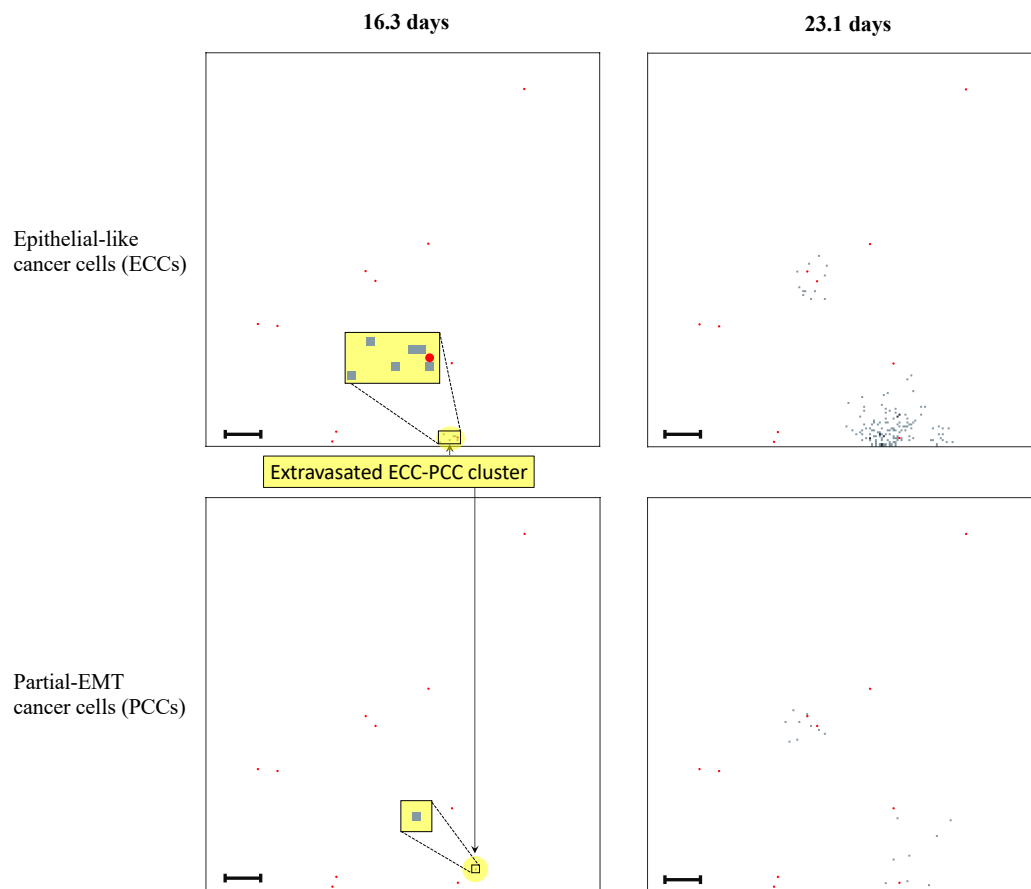 16.3 days
23.1 days
Epithelial-like
cancer cells (ECCs)
Extravasated ECC-PCC cluster
Partial-EMT
cancer cells (PCCs)